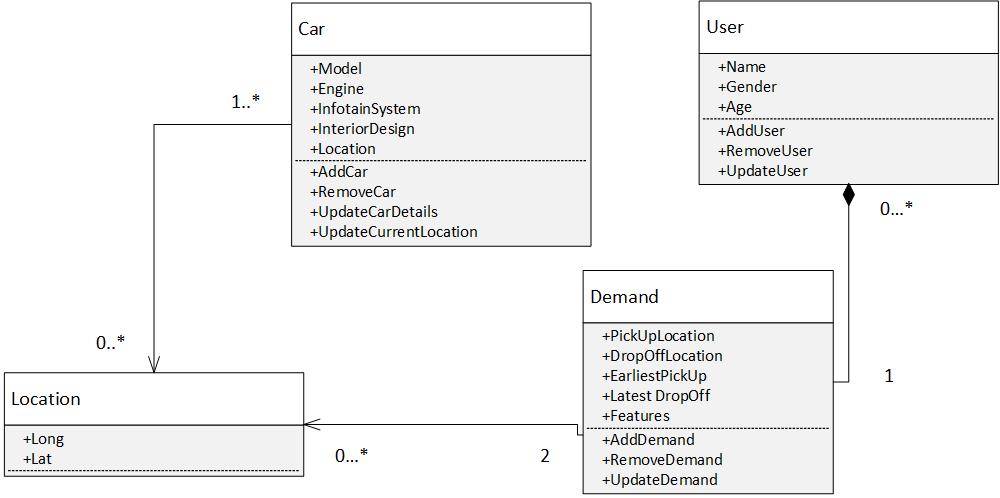 Car
+Model
+Engine
+InfotainSystem
+InteriorDesign
+Location
+AddCar
+RemoveCar
+UpdateCarDetails
+UpdateCurrentLocation
User
+Name
+Gender
+Age
+AddUser
+RemoveUser
+UpdateUser
1..*
0...*
Demand
+PickUpLocation
+DropOffLocation
+EarliestPickUp
+Latest DropOff
+Features
+AddDemand
+RemoveDemand
+UpdateDemand
0..*
1
Location
+Long
+Lat
0...*
2